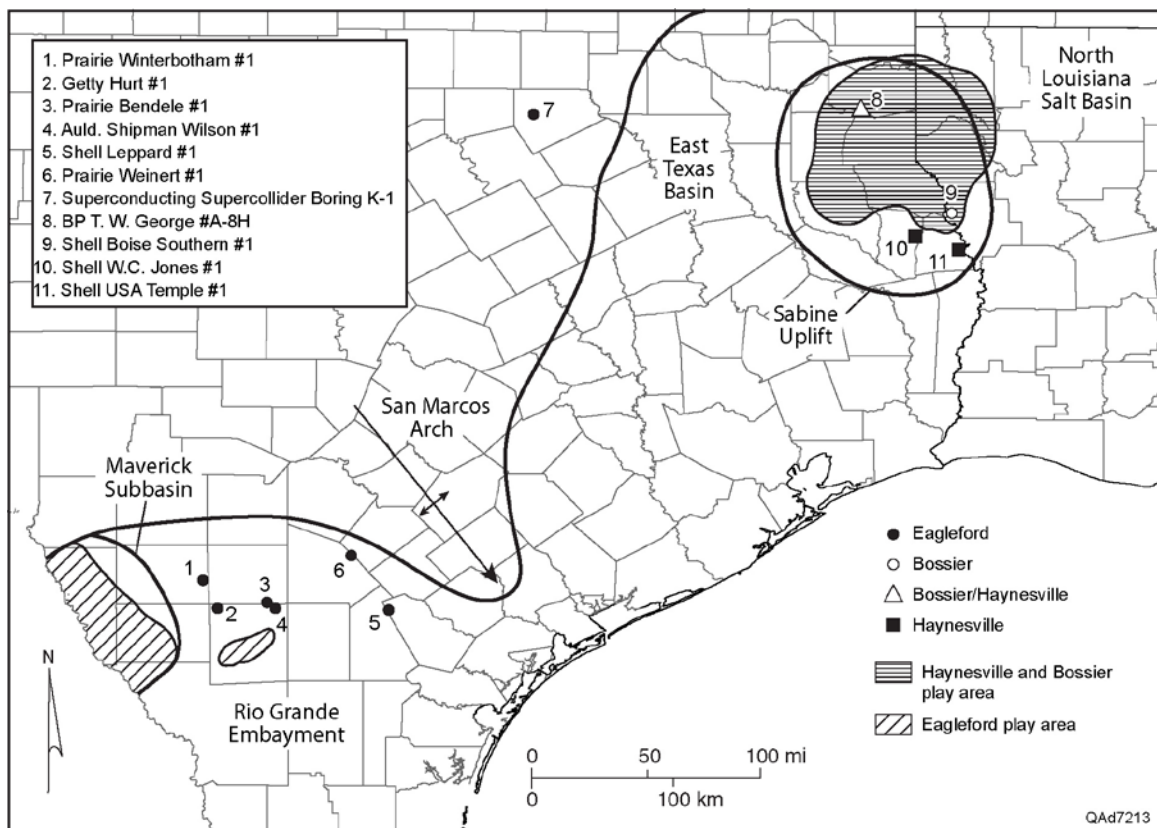 1. Prairie Winterbotham #1
2. Getty Hurt #1
3. Prairie Bendele #1
4. Auld. Shipman Wilson #1
5. Shell Leppard #1
6. Prairie Weinert #1
7. Superconducting Supercollider Boring K-1
8. BP T. W. George #A-8H
9. Shell Boise Southern #1
10. Shell W.C. Jones #1
11. Shell USA Temple #1
North
Louisiana
Salt Basin
7
8
East
Texas
Basin
9
10
11
Sabine
Uplift
San Marcos
Arch
Maverick
Subbasin
1
2
3
4
5
6
Eagleford
Bossier
Bossier/Haynesville
Haynesville
Haynesville and Bossier
play area
Eagleford play area
N
Rio Grande
Embayment
0
50
100 mi
0
100 km
QAd7213